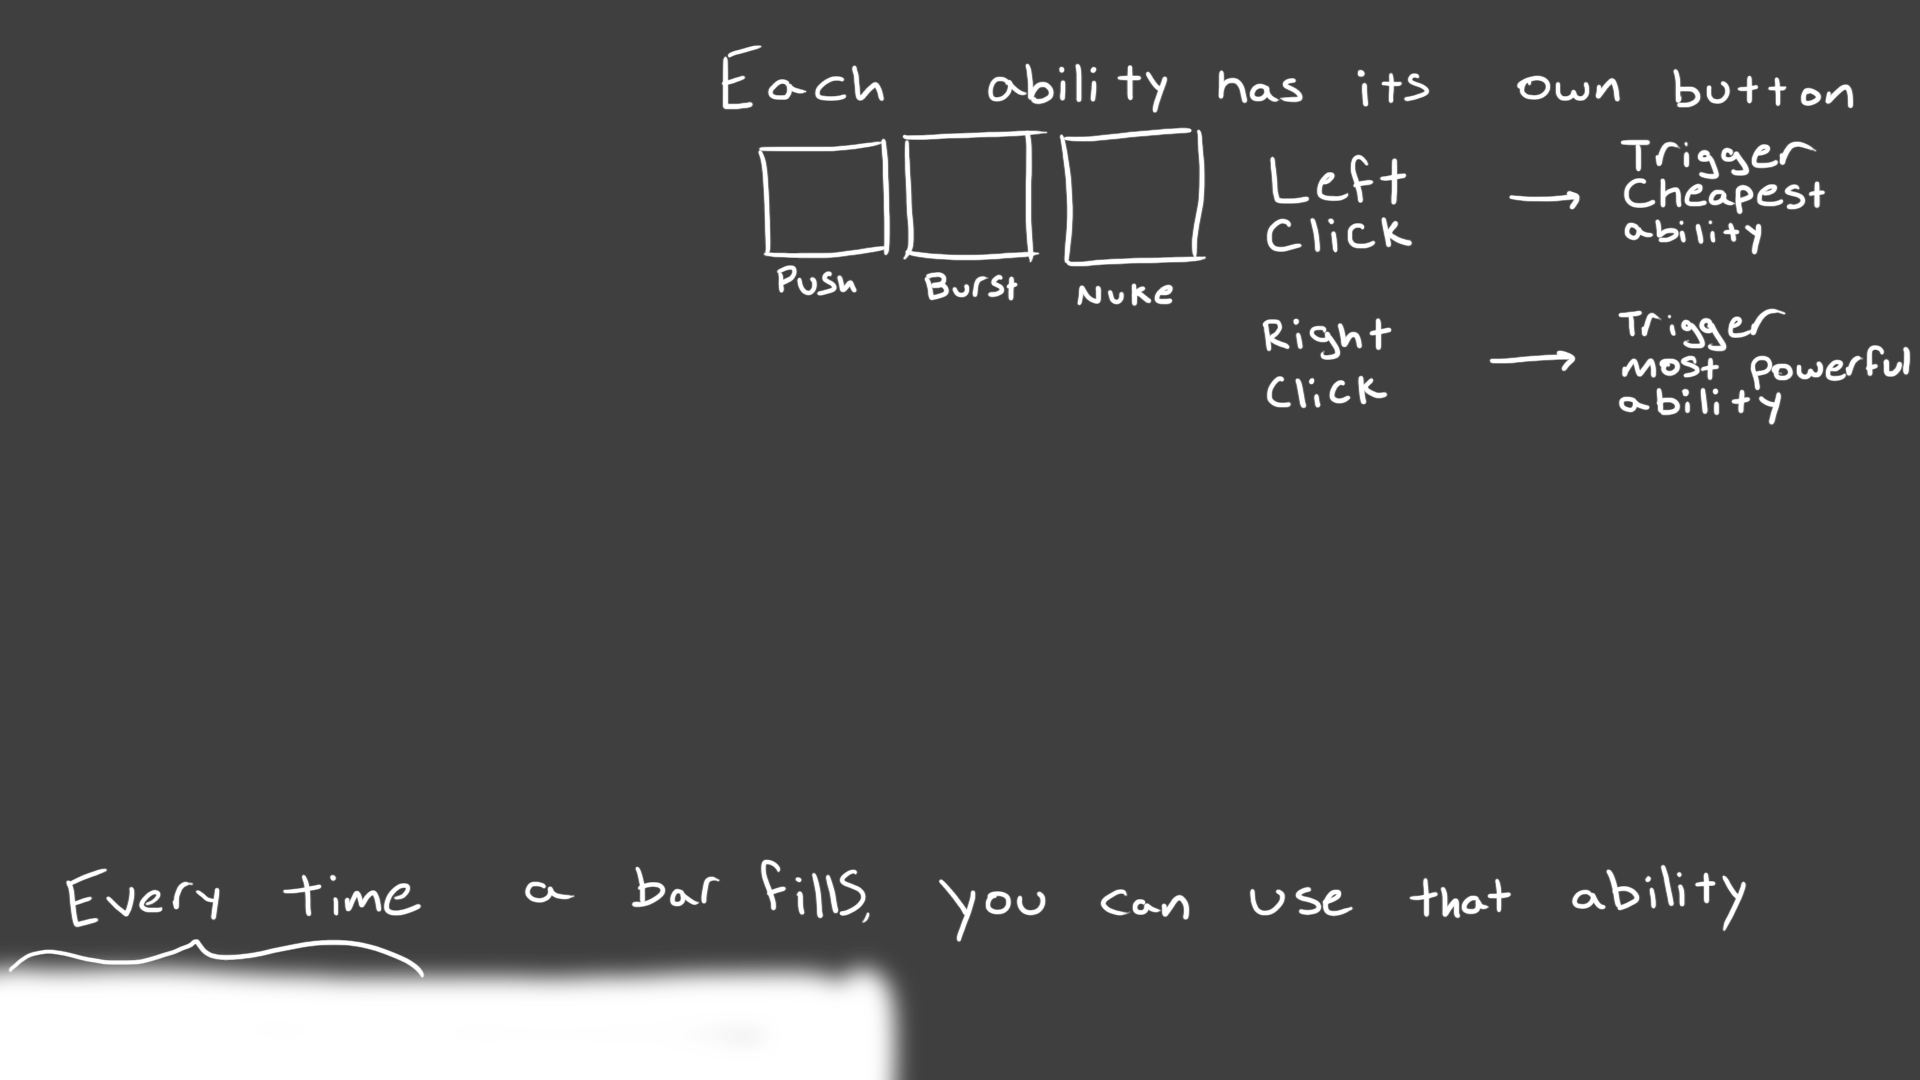 Each ability has its own button
Push Burst Nuke
Left
Click
→
Trigger
Cheapest
ability
Right
Click
→
Trigger
most powerful
ability
Every time a bar fills, you can use that ability